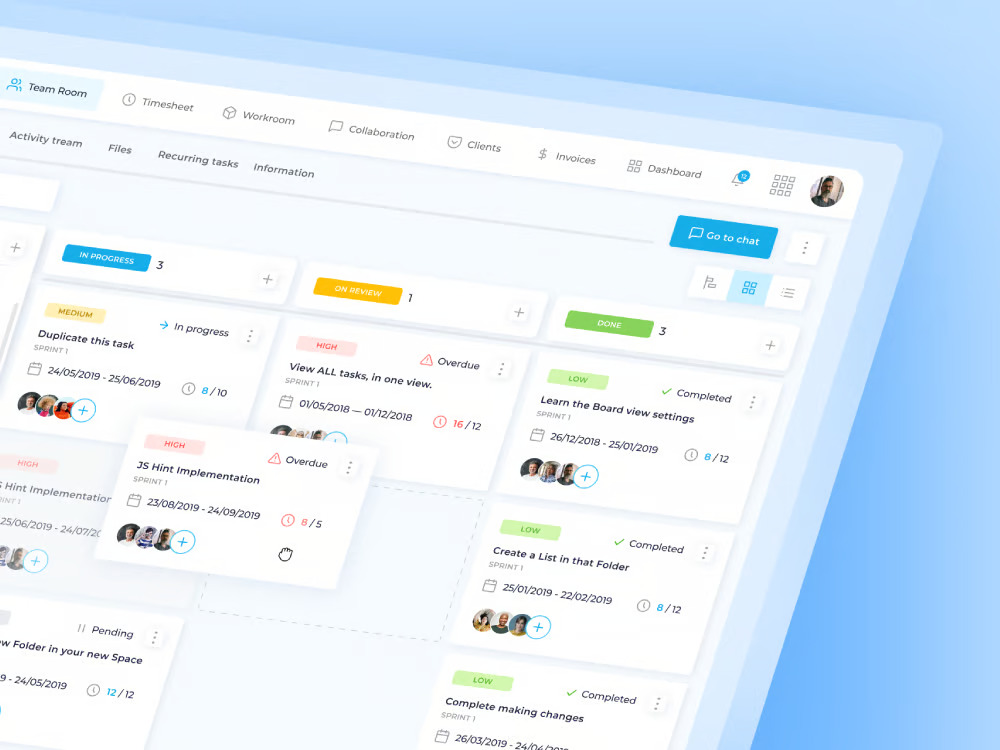 Team Room
Timesheet
Workroom
Collaboration
Clients
Invoices
Dashboard
12
Activity tream
Files
Recurring tasks
Information
Go to chat
IN PROGRESS 3
MEDIUM
In progress
Duplicate this task
SPRINT 1
24/05/2019 - 25/06/2019
8 / 10
HIGH
S Hint Implementation
RINT 1
25/06/2019 - 24/07/20
Pending
w Folder in your new Space
9 - 24/05/2019
12 / 12
HIGH
Overdue
JS Hint Implementation
SPRINT 1
23/08/2019 - 24/09/2019
8 / 5
ON REVIEW 1
HIGH
Overdue
View ALL tasks, in one view.
SPRINT 1
01/05/2018 — 01/12/2018
16 / 12
DONE 3
LOW
Completed
Learn the Board view settings
SPRINT 1
26/12/2018 - 25/01/2019
8 / 12
LOW
Completed
Create a List in that Folder
SPRINT 1
25/01/2019 - 22/02/2019
8 / 12
LOW
Completed
Complete making changes
SPRINT 1
26/03/2019 - 24/04/